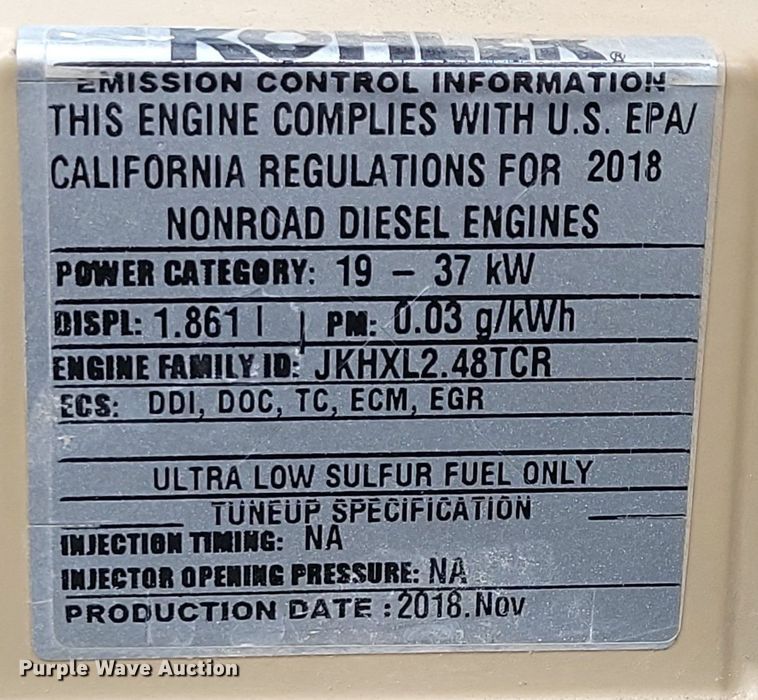 KOHLER®
EMISSION CONTROL INFORMATION
THIS ENGINE COMPLIES WITH U.S. EPA/
CALIFORNIA REGULATIONS FOR 2018
NONROAD DIESEL ENGINES
POWER CATEGORY: 19 – 37 kW
DISPL: 1.861 l PM: 0.03 g/kWh
ENGINE FAMILY ID: JKHXL2.48TCR
ECS: DDI, DOC, TC, ECM, EGR
ULTRA LOW SULFUR FUEL ONLY
TUNEUP SPECIFICATION
INJECTION TIMING: NA
INJECTOR OPENING PRESSURE: NA
PRODUCTION DATE : 2018.Nov
Purple Wave Auction